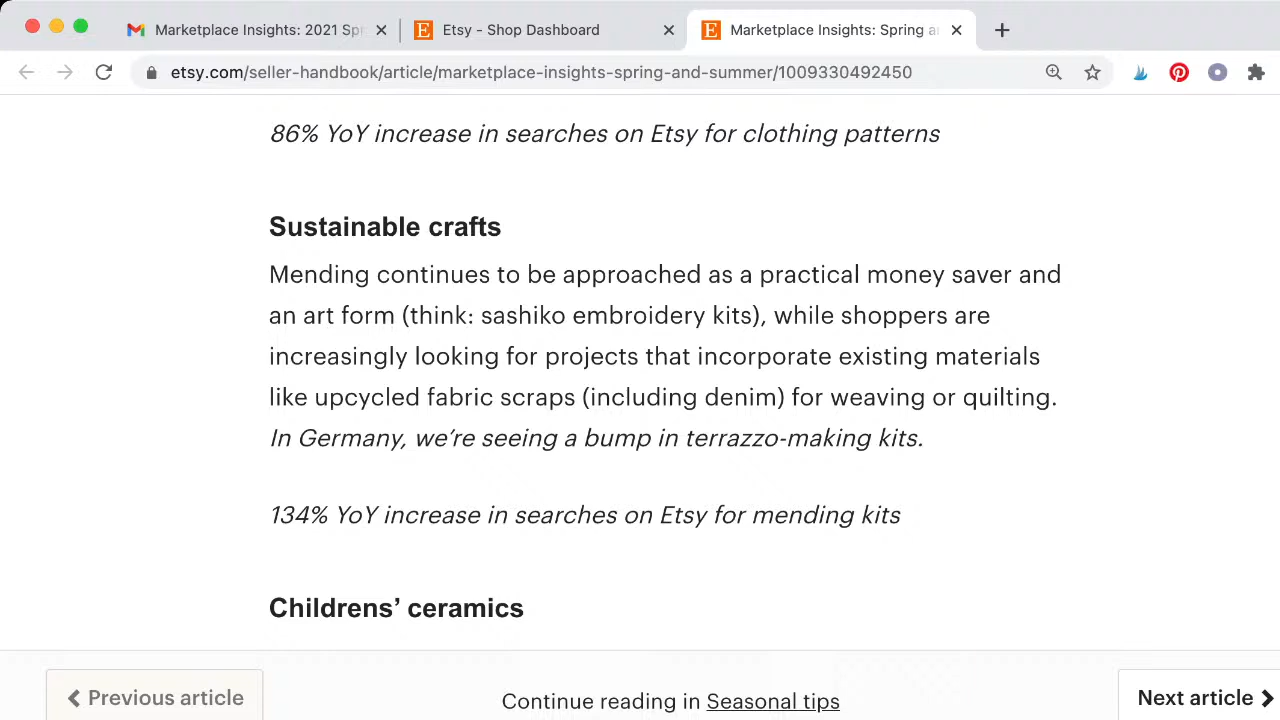 Marketplace Insights: 2021 Spr
Etsy - Shop Dashboard
Marketplace Insights: Spring a
etsy.com/seller-handbook/article/marketplace-insights-spring-and-summer/1009330492450
86% YoY increase in searches on Etsy for clothing patterns
Sustainable crafts
Mending continues to be approached as a practical money saver and
an art form (think: sashiko embroidery kits), while shoppers are
increasingly looking for projects that incorporate existing materials
like upcycled fabric scraps (including denim) for weaving or quilting.
In Germany, we’re seeing a bump in terrazzo-making kits.
134% YoY increase in searches on Etsy for mending kits
Childrens’ ceramics
Previous article
Continue reading in Seasonal tips
Next article